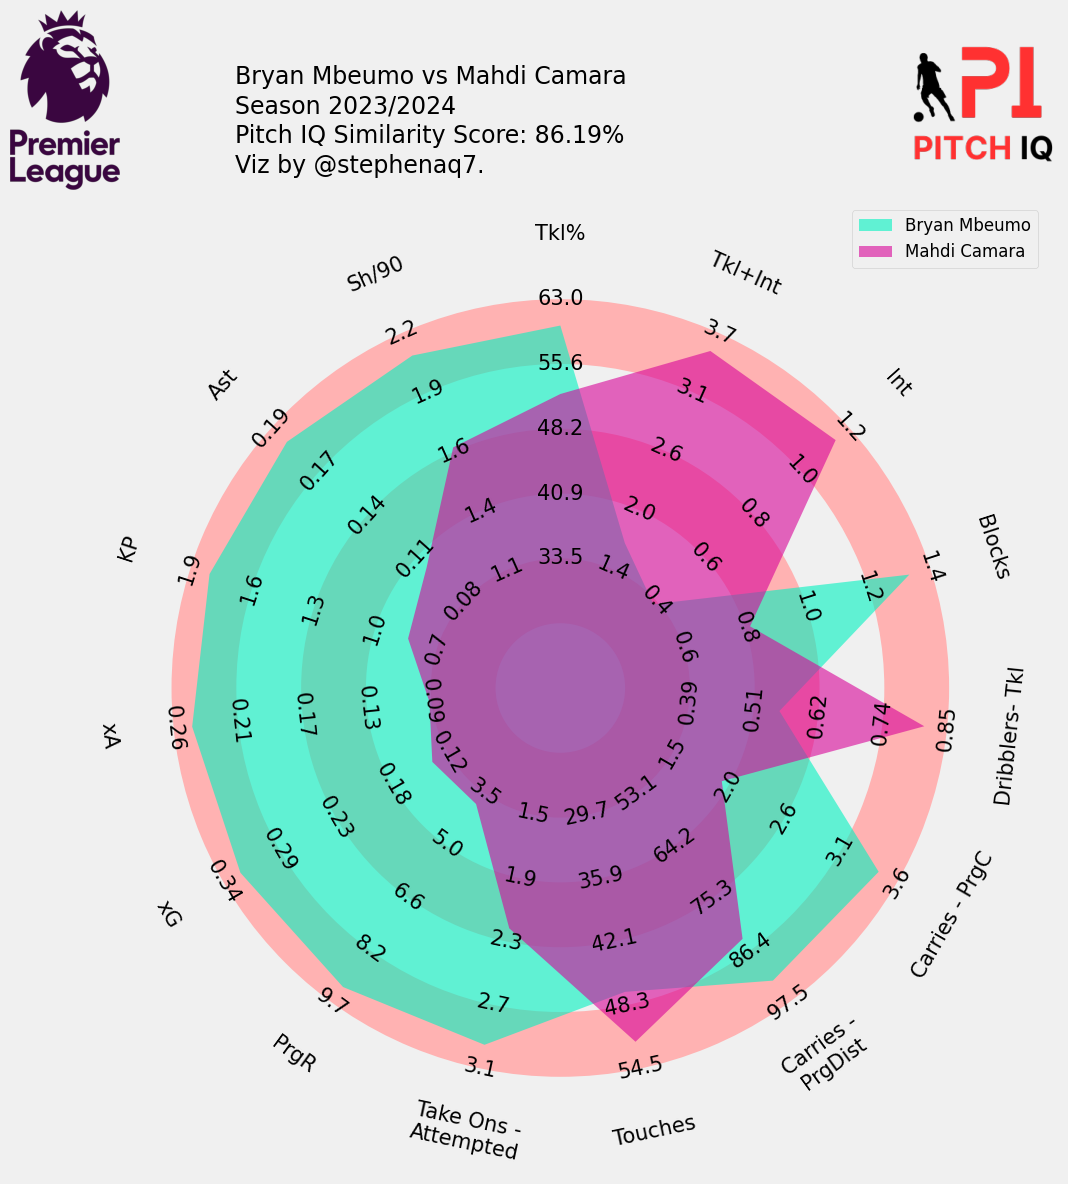 Premier
League
Bryan Mbeumo vs Mahdi Camara
Season 2023/2024
Pitch IQ Similarity Score: 86.19%
Viz by @stephenaq7.
PI
PITCH IQ
Bryan Mbeumo
Mahdi Camara
Tkl%
63.0
55.6
48.2
40.9
33.5
Tkl+Int
3.7
3.1
2.6
2.0
1.4
Int
1.2
1.0
0.8
0.6
0.4
Blocks
1.4
1.2
1.0
0.8
0.6
Dribblers- Tkl
0.85
0.74
0.62
0.51
0.39
Carries - PrgC
3.6
3.1
2.6
2.0
1.5
Carries -
PrgDist
97.5
86.4
75.3
64.2
53.1
Touches
54.5
48.3
42.1
35.9
29.7
Take Ons -
Attempted
3.1
2.7
2.3
1.9
1.5
PrgR
9.7
8.2
6.6
5.0
3.5
xG
0.34
0.29
0.23
0.18
0.12
xA
0.26
0.21
0.17
0.13
0.09
KP
1.9
1.6
1.3
1.0
0.7
Ast
0.19
0.17
0.14
0.11
0.08
Sh/90
2.2
1.9
1.6
1.4
1.1